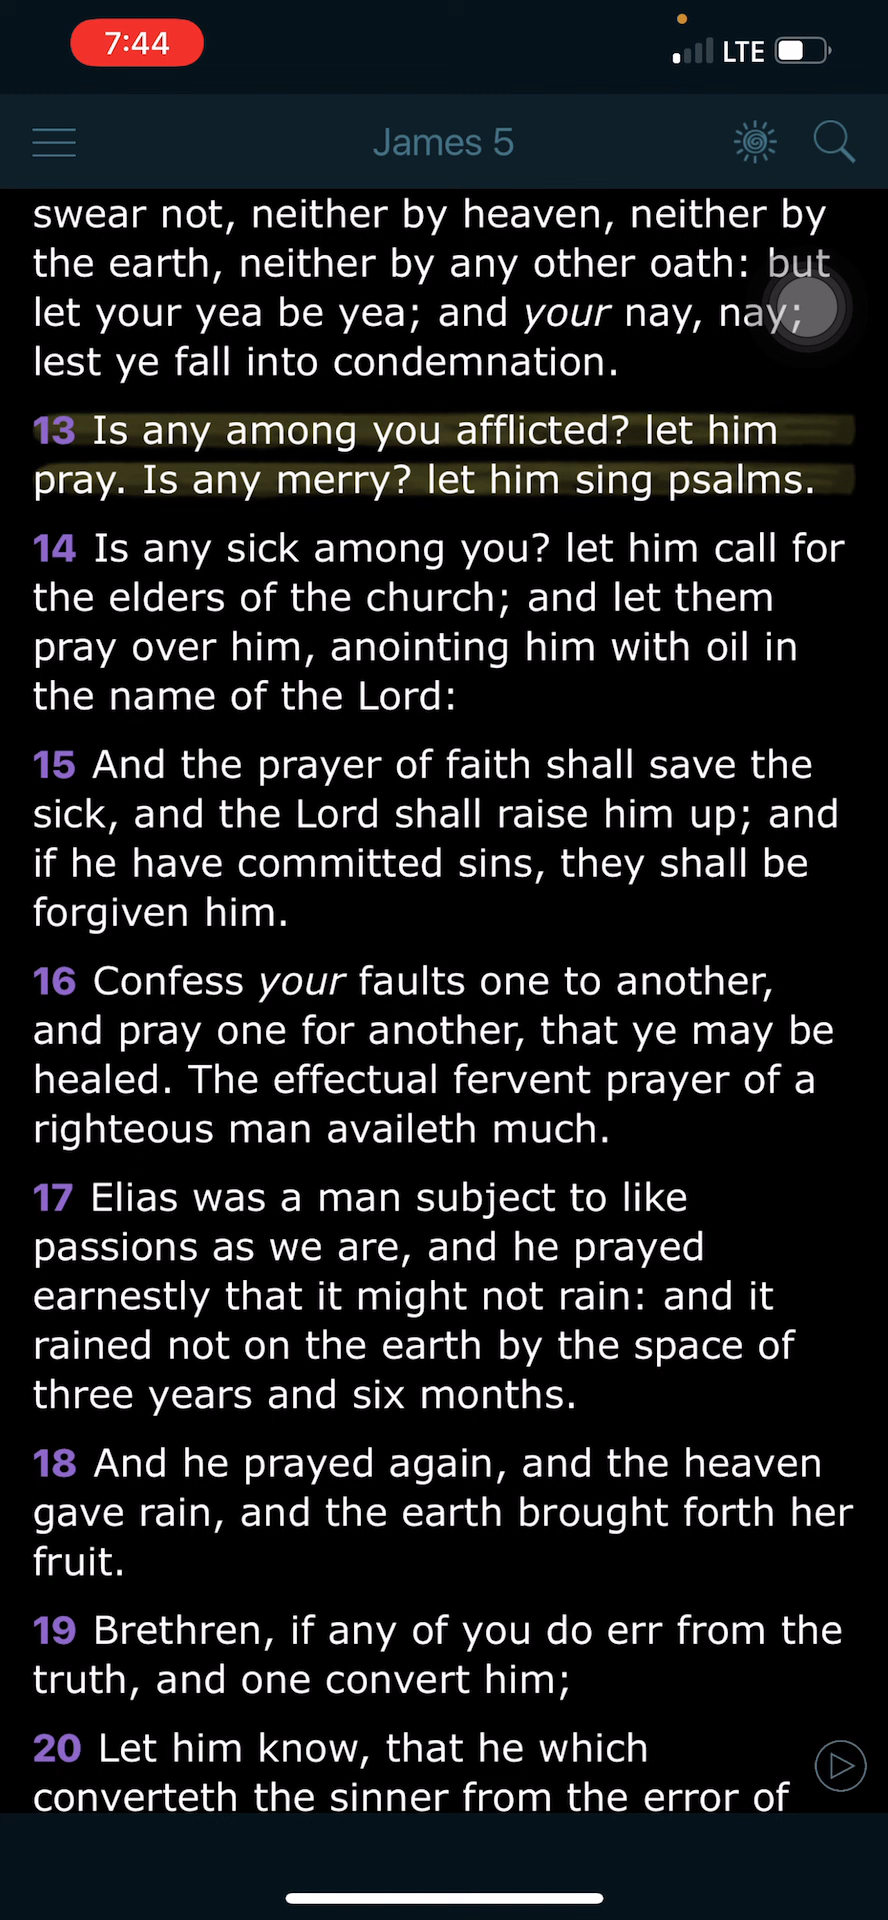 7:44
LTE
James 5
swear not, neither by heaven, neither by
the earth, neither by any other oath: but
let your yea be yea; and your nay, nay;
lest ye fall into condemnation.
13 Is any among you afflicted? let him
pray. Is any merry? let him sing psalms.
14 Is any sick among you? let him call for
the elders of the church; and let them
pray over him, anointing him with oil in
the name of the Lord:
15 And the prayer of faith shall save the
sick, and the Lord shall raise him up; and
if he have committed sins, they shall be
forgiven him.
16 Confess your faults one to another,
and pray one for another, that ye may be
healed. The effectual fervent prayer of a
righteous man availeth much.
17 Elias was a man subject to like
passions as we are, and he prayed
earnestly that it might not rain: and it
rained not on the earth by the space of
three years and six months.
18 And he prayed again, and the heaven
gave rain, and the earth brought forth her
fruit.
19 Brethren, if any of you do err from the
truth, and one convert him;
20 Let him know, that he which
converteth the sinner from the error of